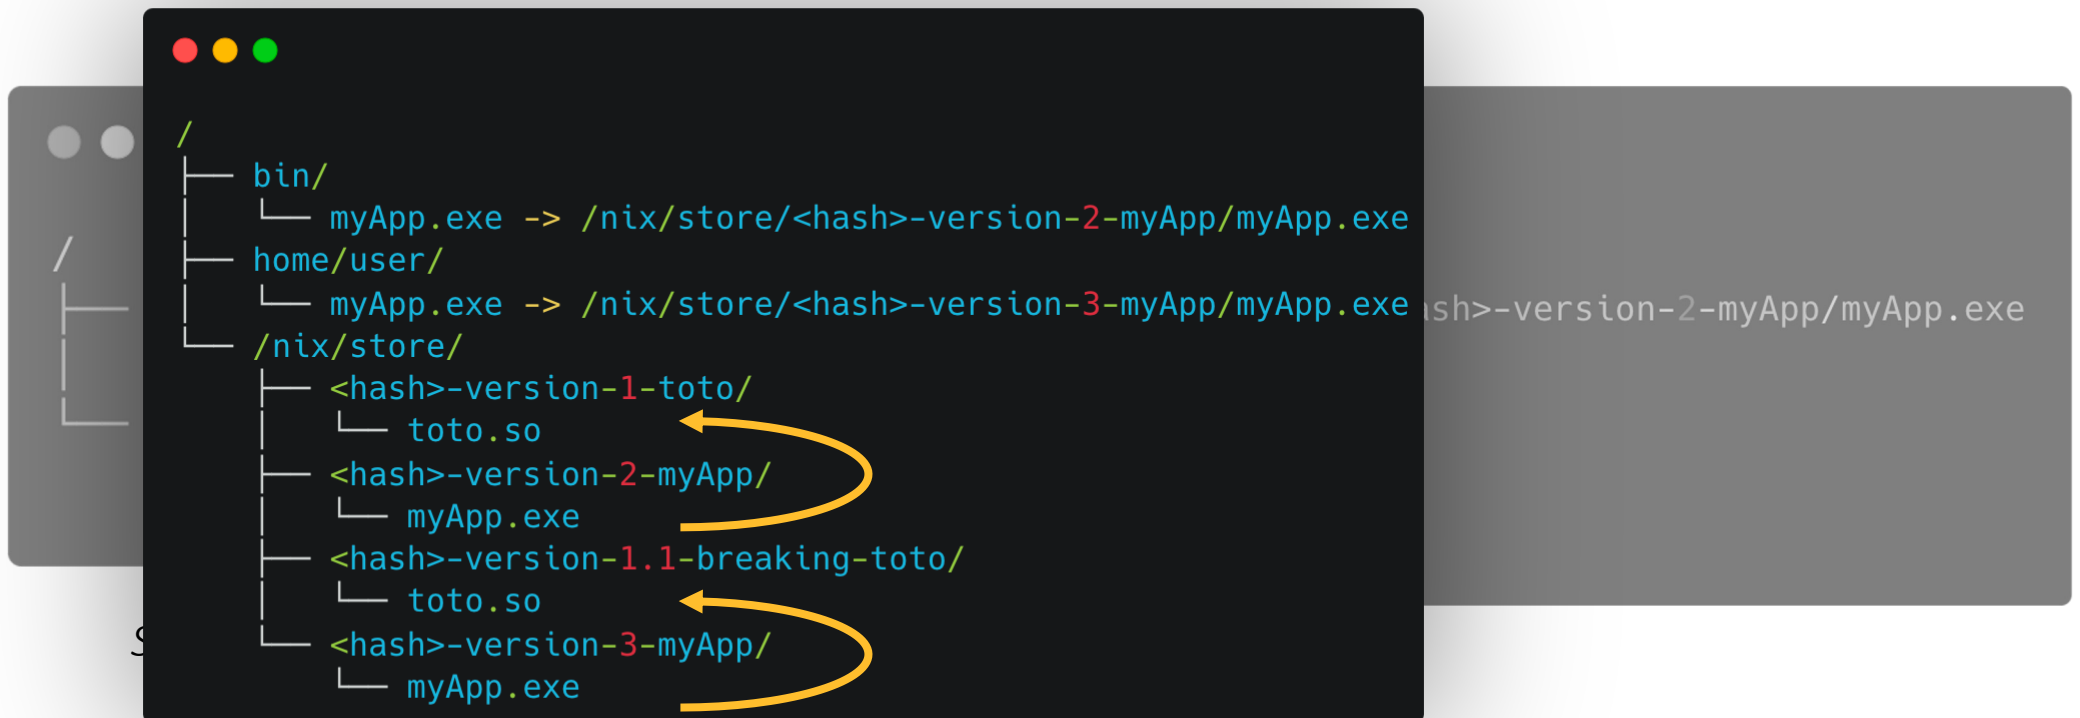 /
├── bin/
│   └── myApp.exe -> /nix/store/<hash>-version-2-myApp/myApp.exe
├── home/user/
│   └── myApp.exe -> /nix/store/<hash>-version-3-myApp/myApp.exe
└── /nix/store/
    ├── <hash>-version-1-toto/
    │   └── toto.so
    ├── <hash>-version-2-myApp/
    │   └── myApp.exe
    ├── <hash>-version-1.1-breaking-toto/
    │   └── toto.so
    └── <hash>-version-3-myApp/
        └── myApp.exe
/
ash>-version-2-myApp/myApp.exe